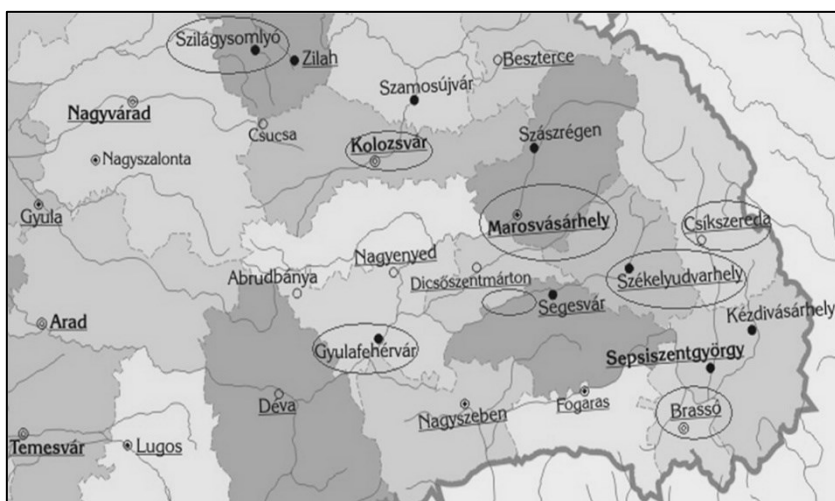 Szilágysomlyó
Zilah
Beszterce
Szamosújvár
Nagyvárad
Csucsa
Kolozsvár
Szászrégen
Nagyszalonta
Gyula
Marosvásárhely
Csíkszereda
Nagyenyed
Abrudbánya
Dicsőszentmárton
Székelyudvarhely
Segesvár
Kézdivásárhely
Arad
Gyulafehérvár
Sepsiszentgyörgy
Déva
Nagyszeben
Fogaras
Brassó
Temesvár
Lugos